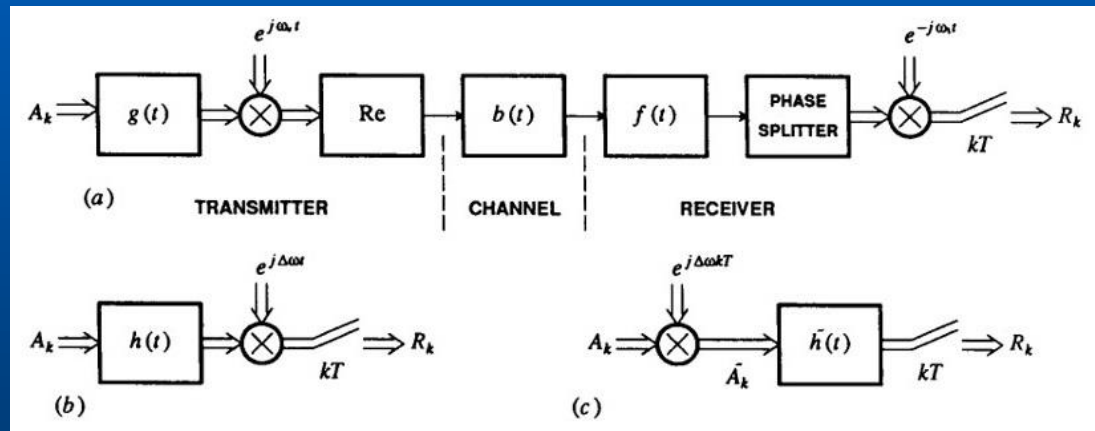 e^{jω_c t}
e^{-jω_1 t}
A_k g(t) Re b(t) f(t) PHASE SPLITTER kT R_k
(a) TRANSMITTER CHANNEL RECEIVER
e^{jΔωt}
e^{jΔωkT}
A_k h(t) kT R_k
A_k Ã_k h̃(t) kT R_k
(b)
(c)